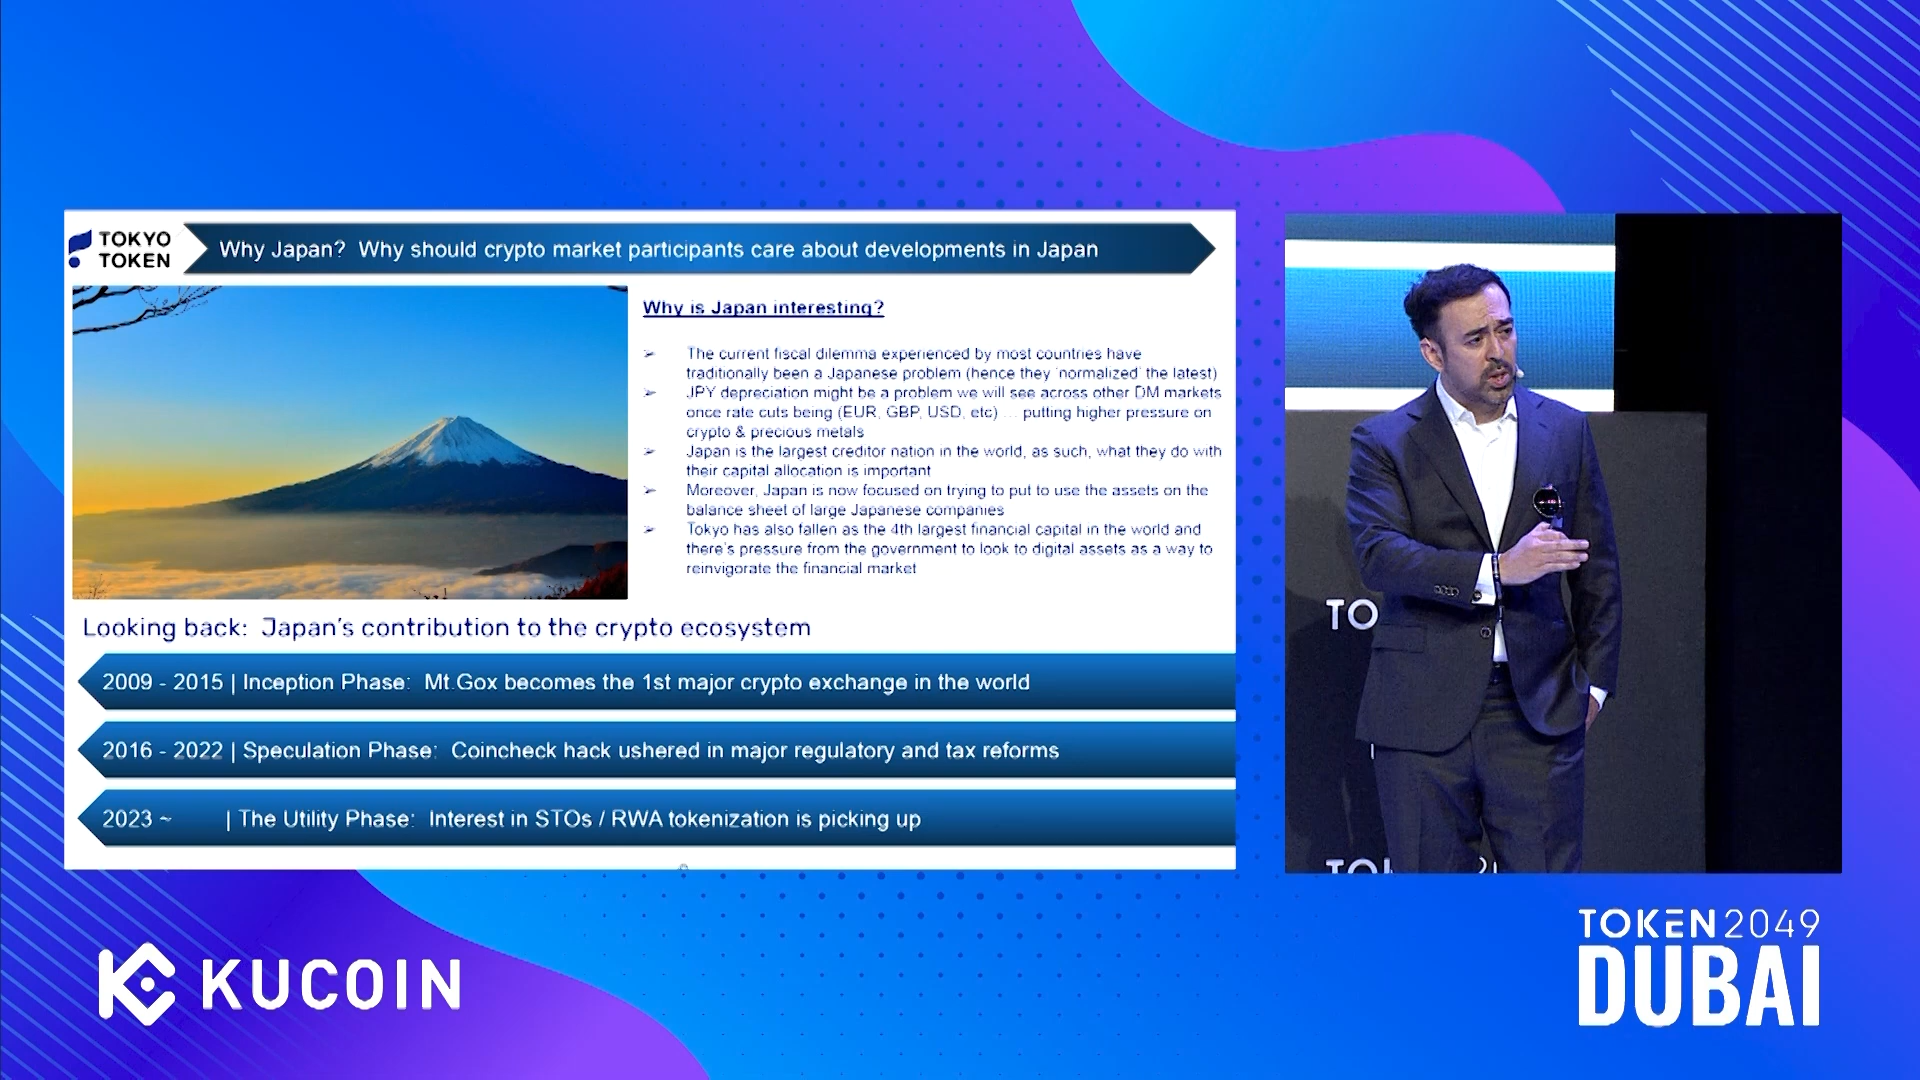 TOKYO
TOKEN
Why Japan? Why should crypto market participants care about developments in Japan
Why is Japan interesting?
➢ The current fiscal dilemma experienced by most countries have
traditionally been a Japanese problem (hence they 'normalized' the latest)
➢ JPY depreciation might be a problem we will see across other DM markets
once rate cuts being (EUR, GBP, USD, etc) … putting higher pressure on
crypto & precious metals
➢ Japan is the largest creditor nation in the world, as such, what they do with
their capital allocation is important
➢ Moreover, Japan is now focused on trying to put to use the assets on the
balance sheet of large Japanese companies
➢ Tokyo has also fallen as the 4th largest financial capital in the world and
there's pressure from the government to look to digital assets as a way to
reinvigorate the financial market
Looking back: Japan's contribution to the crypto ecosystem
2009 - 2015 | Inception Phase: Mt.Gox becomes the 1st major crypto exchange in the world
2016 - 2022 | Speculation Phase: Coincheck hack ushered in major regulatory and tax reforms
2023 ~ | The Utility Phase: Interest in STOs / RWA tokenization is picking up
TO
KUCOIN
TOKEN2049
DUBAI